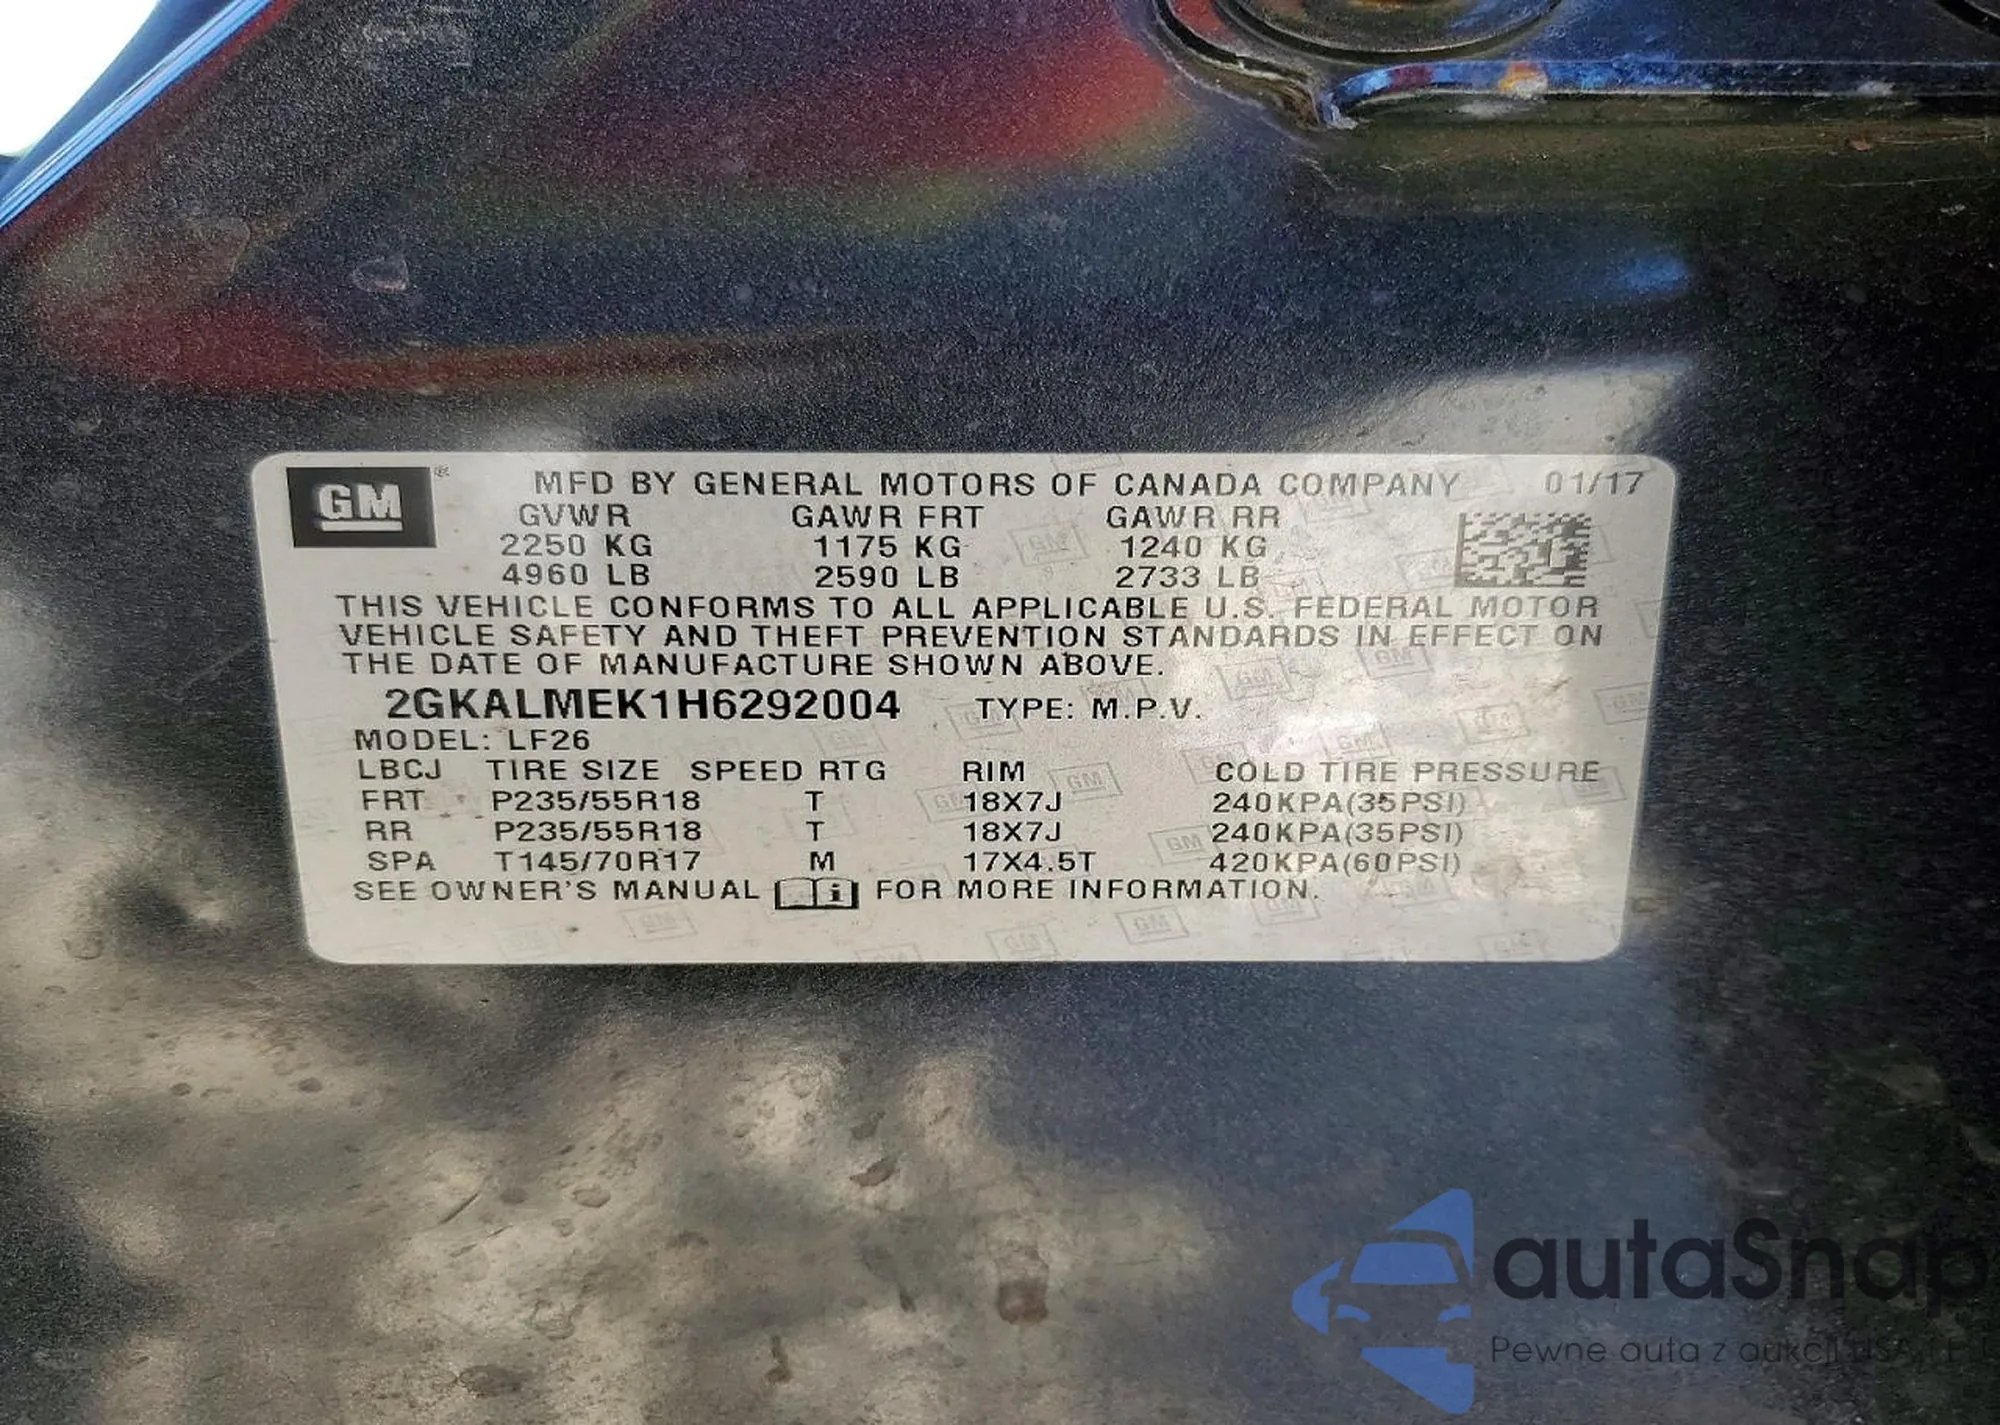 GM ® MFD BY GENERAL MOTORS OF CANADA COMPANY 01/17
GVWR GAWR FRT GAWR RR
2250 KG 1175 KG 1240 KG
4960 LB 2590 LB 2733 LB
THIS VEHICLE CONFORMS TO ALL APPLICABLE U.S. FEDERAL MOTOR
VEHICLE SAFETY AND THEFT PREVENTION STANDARDS IN EFFECT ON
THE DATE OF MANUFACTURE SHOWN ABOVE.
2GKALMEK1H6292004 TYPE: M.P.V.
MODEL: LF26
LBCJ TIRE SIZE SPEED RTG RIM COLD TIRE PRESSURE
FRT P235/55R18 T 18X7J 240KPA(35PSI)
RR P235/55R18 T 18X7J 240KPA(35PSI)
SPA T145/70R17 M 17X4.5T 420KPA(60PSI)
SEE OWNER'S MANUAL i FOR MORE INFORMATION.
autaSnap
Pewne auta z aukcji USA